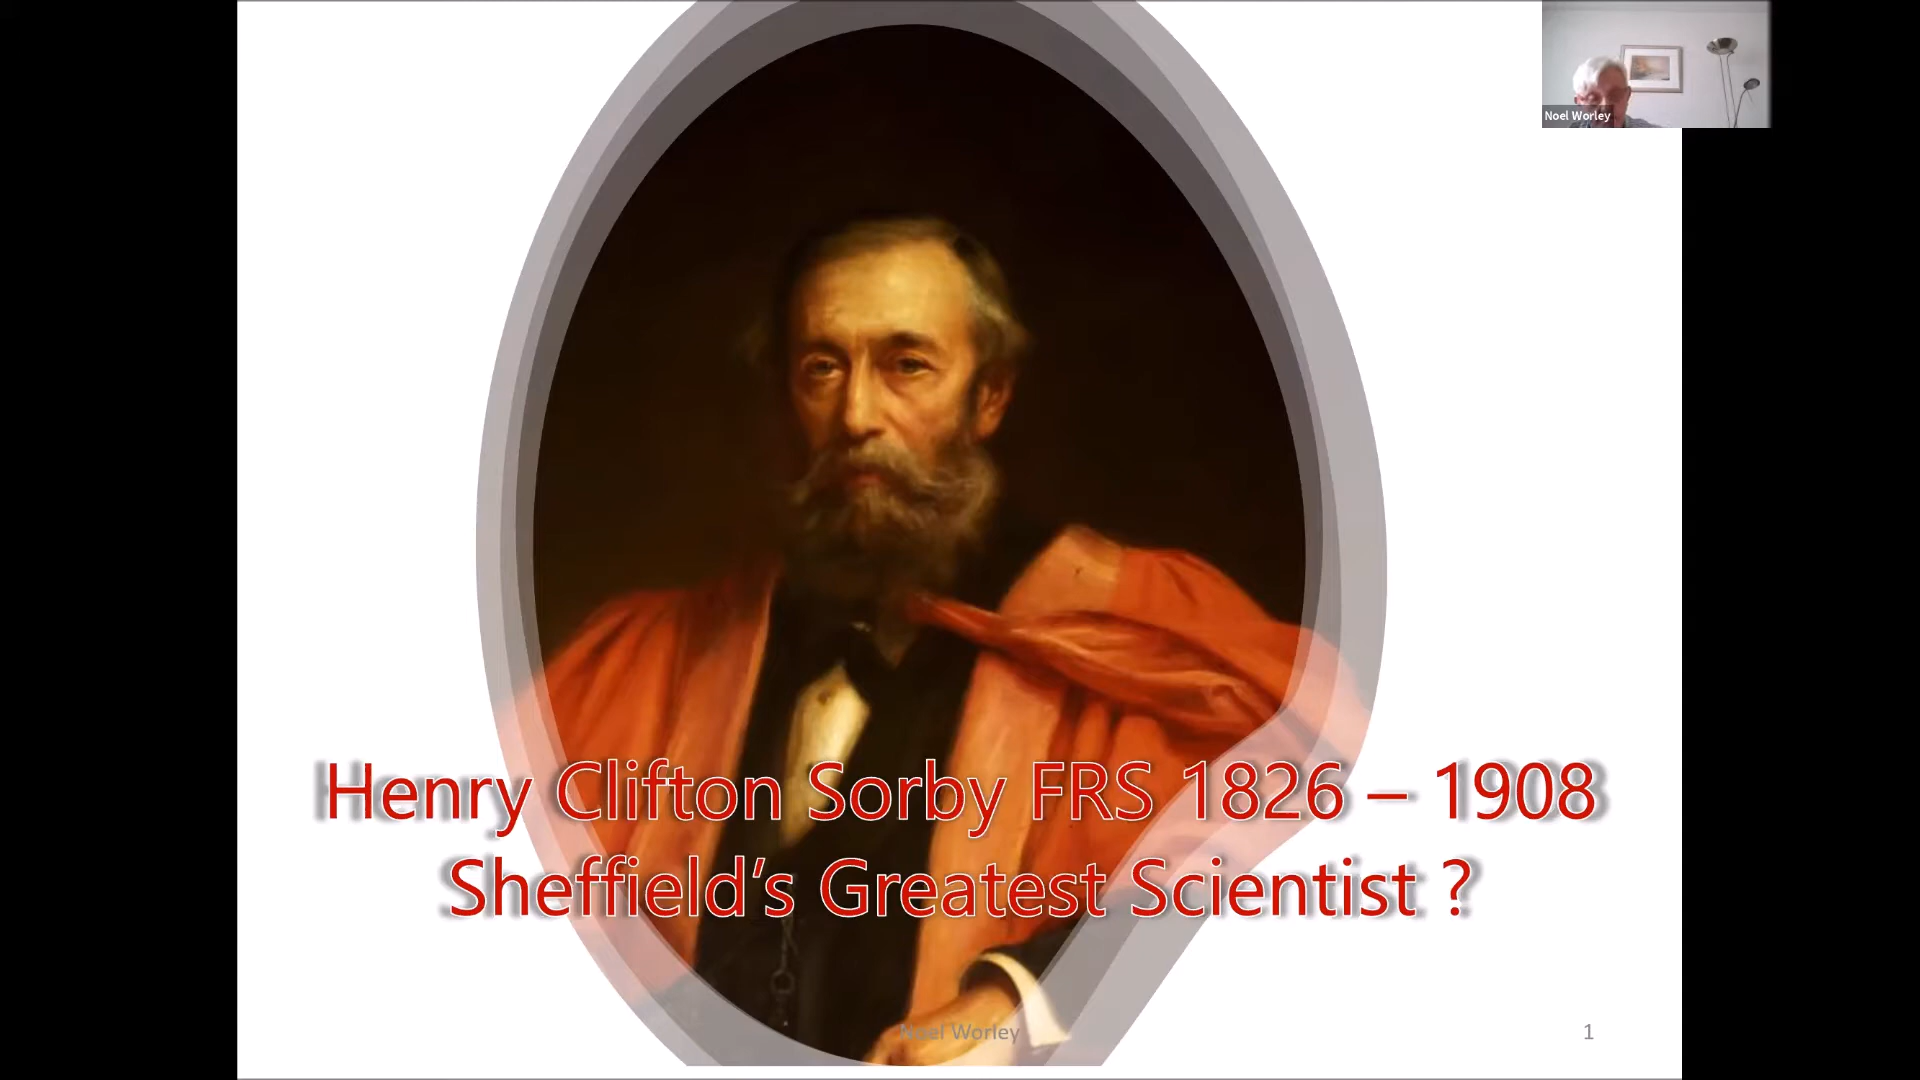 Noel Worley
Henry Clifton Sorby FRS 1826 – 1908
Sheffield’s Greatest Scientist ?
Noel Worley
1